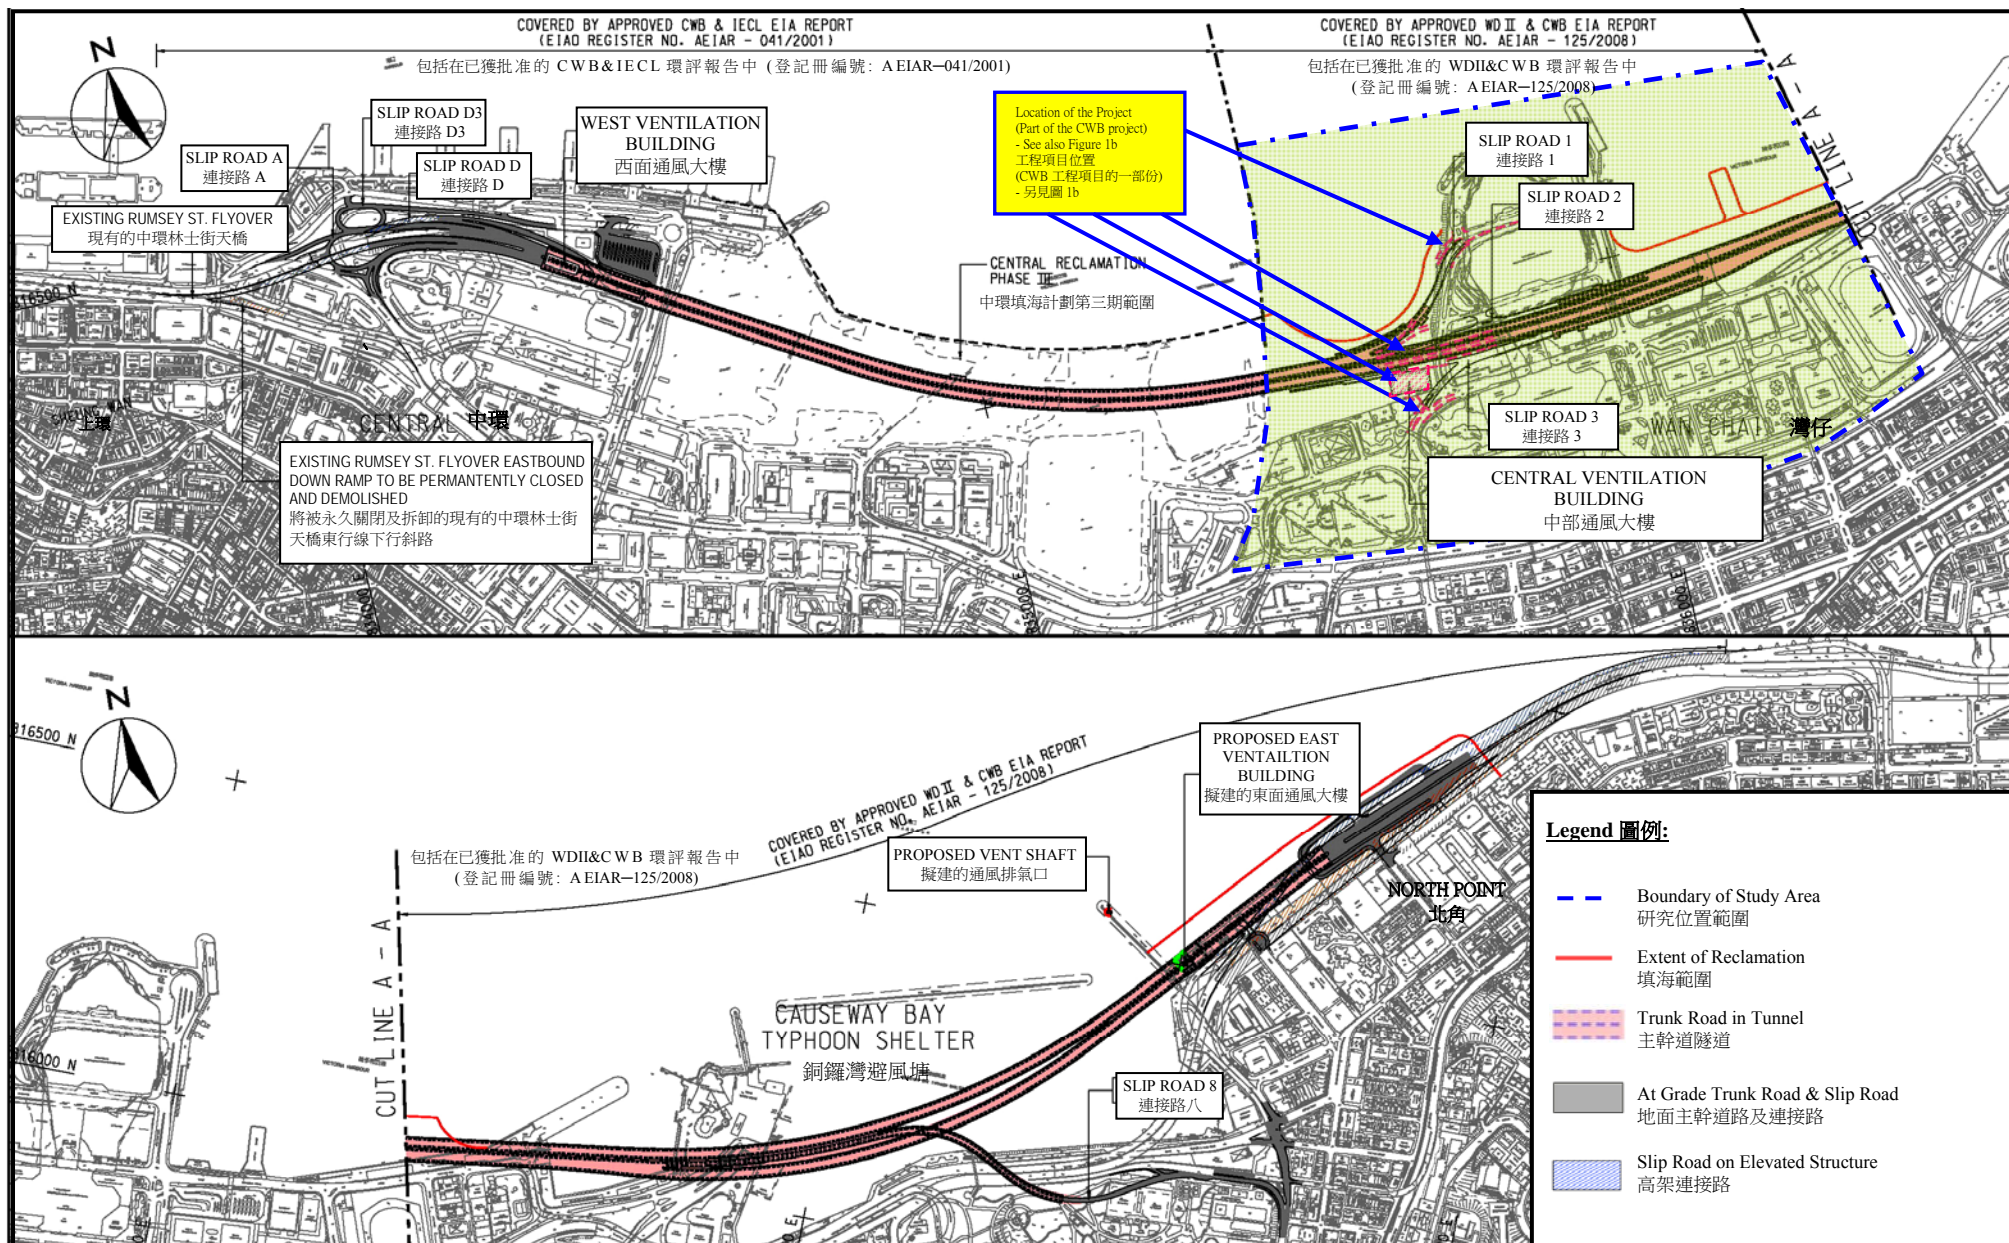 COVERED BY APPROVED CWB & IECL EIA REPORT
(EIAO REGISTER NO. AEIAR - 041/2001)
包括在已獲批准的 CWB&IECL 環評報告中 (登記冊編號: AEIAR-041/2001)
COVERED BY APPROVED WDII & CWB EIA REPORT
(EIAO REGISTER NO. AEIAR - 125/2008)
包括在已獲批准的 WDII&CWB 環評報告中
(登記冊編號: AEIAR-125/2008)
N
SLIP ROAD D3
連接路 D3
SLIP ROAD A
連接路 A
SLIP ROAD D
連接路 D
WEST VENTILATION
BUILDING
西面通風大樓
EXISTING RUMSEY ST. FLYOVER
現有的中環林士街天橋
Location of the Project
(Part of the CWB project)
- See also Figure 1b
工程項目位置
(CWB 工程項目的一部份)
- 另見圖 1b
SLIP ROAD 1
連接路 1
SLIP ROAD 2
連接路 2
CUT LINE A - A
CENTRAL RECLAMATION
PHASE III
中環填海計劃第三期範圍
816500 N
SHEUNG WAN
上環
CENTRAL 中環
SLIP ROAD 3
連接路 3
WAN CHAI 灣仔
EXISTING RUMSEY ST. FLYOVER EASTBOUND
DOWN RAMP TO BE PERMANTENTLY CLOSED
AND DEMOLISHED
將被永久關閉及拆卸的現有的中環林士街
天橋東行線下行斜路
CENTRAL VENTILATION
BUILDING
中部通風大樓
834000 E
835000 E
N
816500 N
COVERED BY APPROVED WDII & CWB EIA REPORT
(EIAO REGISTER NO. AEIAR - 125/2008)
包括在已獲批准的 WDII&CWB 環評報告中
(登記冊編號: AEIAR-125/2008)
PROPOSED EAST
VENTAILTION
BUILDING
擬建的東面通風大樓
PROPOSED VENT SHAFT
擬建的通風排氣口
NORTH POINT
北角
CUT LINE A - A
CAUSEWAY BAY
TYPHOON SHELTER
銅鑼灣避風塘
816000 N
SLIP ROAD 8
連接路八
Legend 圖例:
Boundary of Study Area
研究位置範圍
Extent of Reclamation
填海範圍
Trunk Road in Tunnel
主幹道隧道
At Grade Trunk Road & Slip Road
地面主幹道路及連接路
Slip Road on Elevated Structure
高架連接路